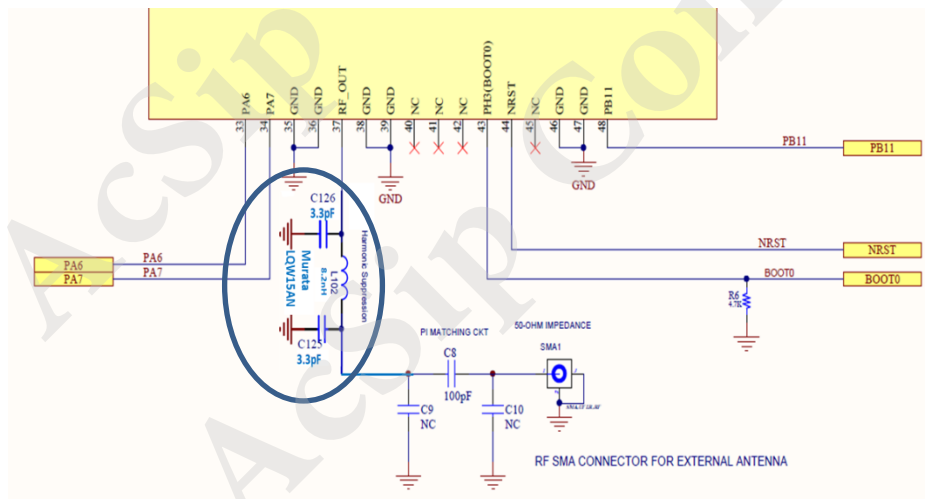 AcSip
AcSip Com
PA6
PA7
GND
GND
RF_OUT
GND
GND
NC
NC
NC
PH3(BOOT0)
NRST
NC
GND
GND
PB11
33
34
35
36
37
38
39
40
41
42
43
44
45
46
47
48
PB11
PB11
GND
GND
C126
3.3pF
Harmonic Suppression
L102
8.2nH
Murata
LQW15AN
NRST
NRST
PA6
PA6
PA7
PA7
BOOT0
BOOT0
R6
4.7K
C125
3.3pF
PI MATCHING CKT
50-OHM IMPEDANCE
C8
SMA1
100pF
C9
NC
C10
NC
RF SMA CONNECTOR FOR EXTERNAL ANTENNA